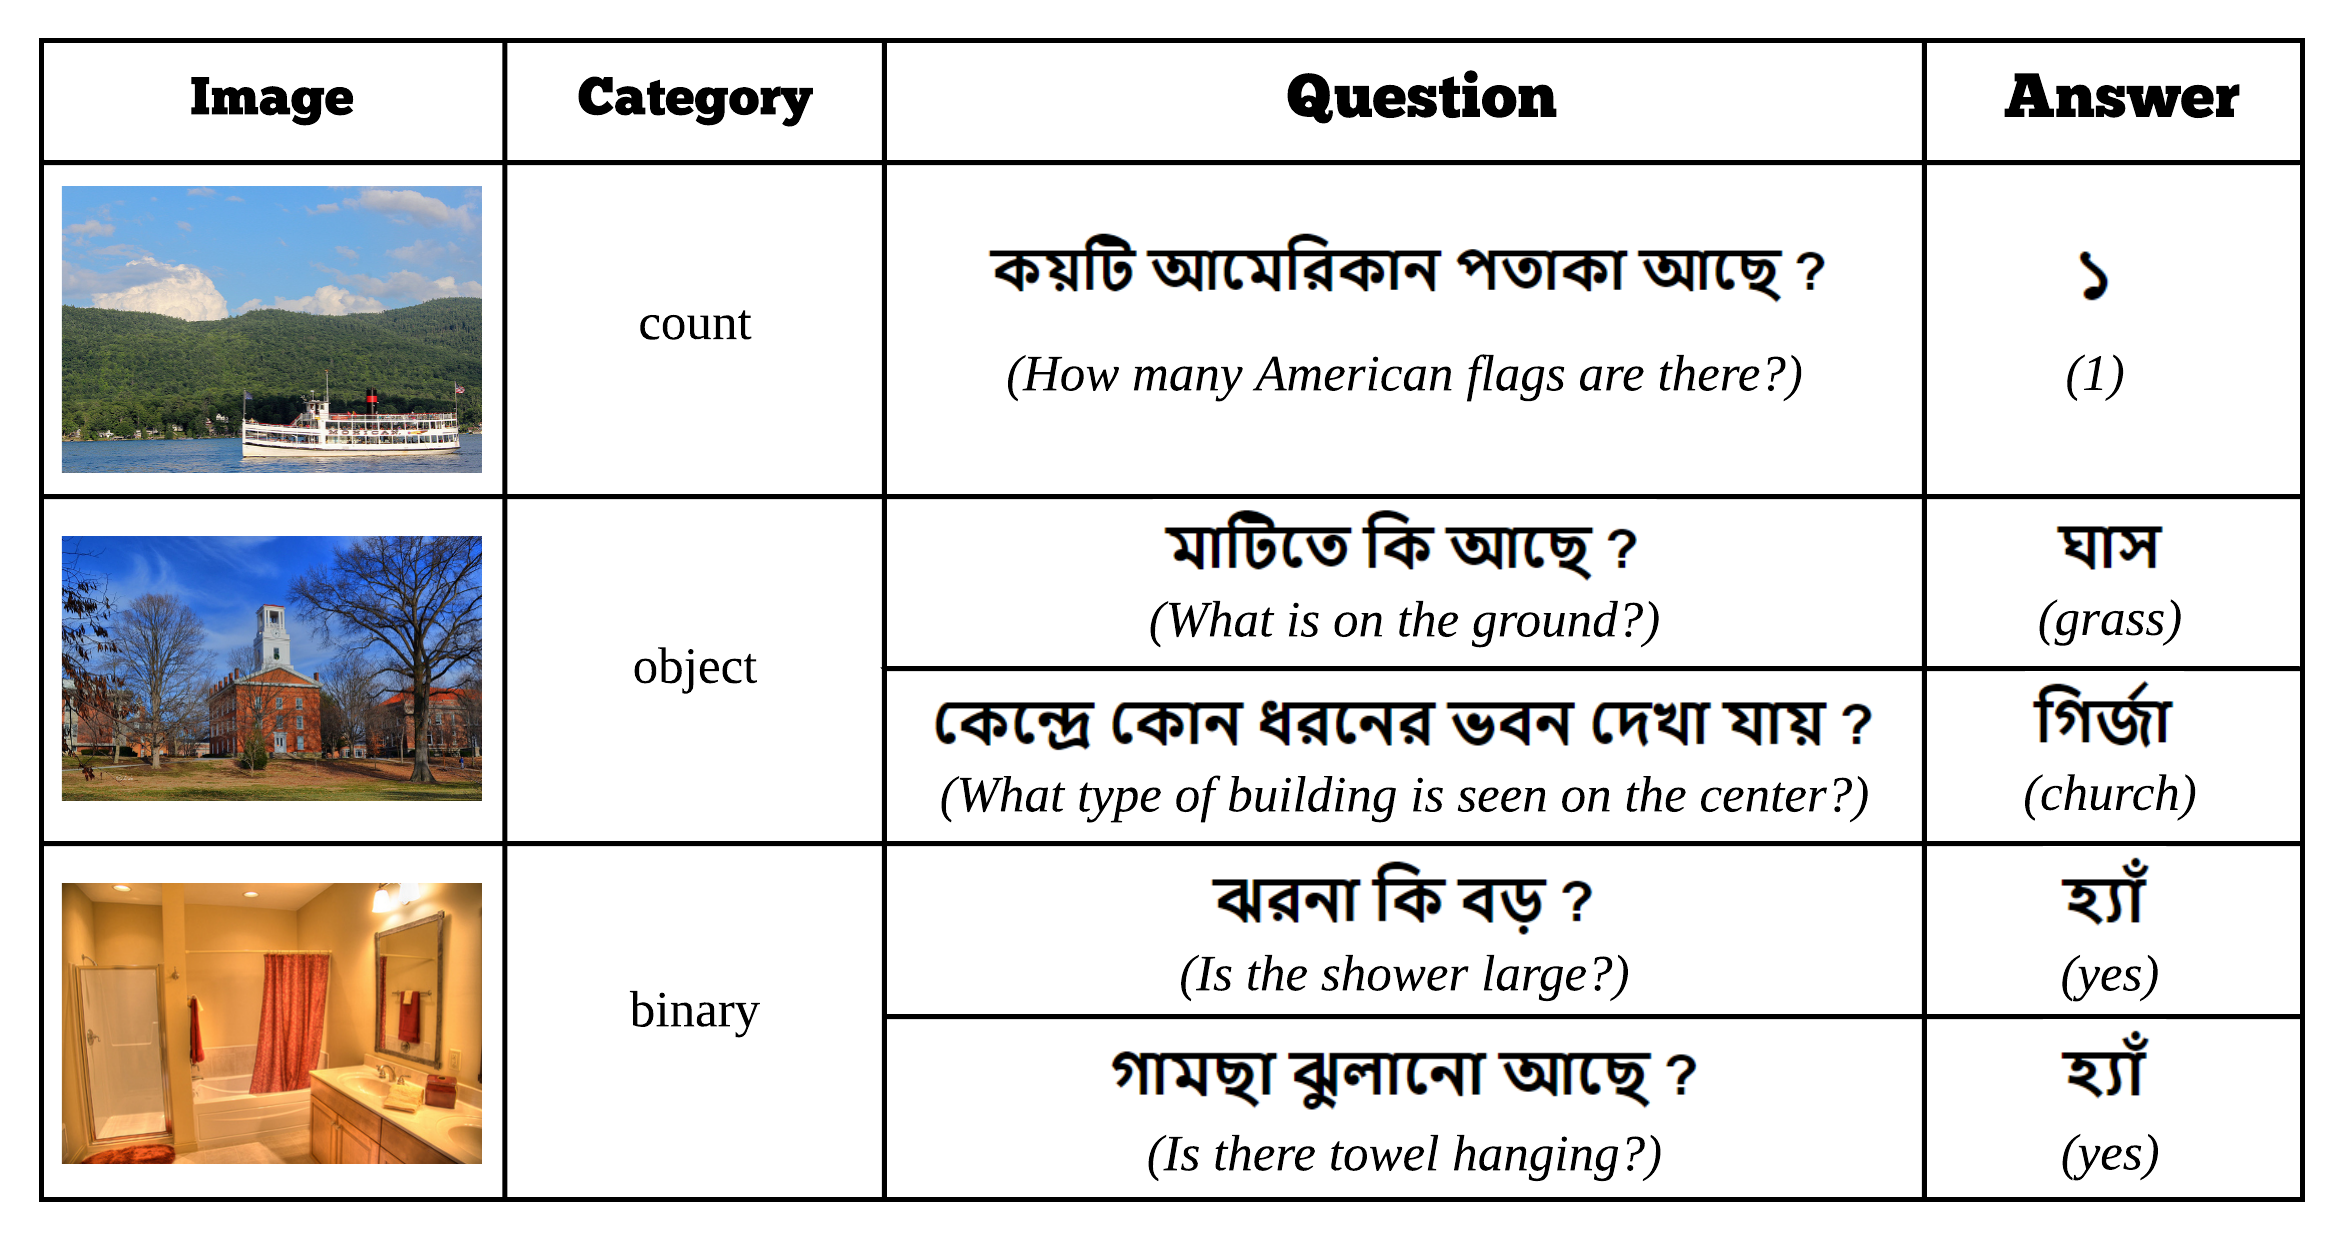 Image Category Question Answer
MOHICAN
count
কয়টি আমেরিকান পতাকা আছে ?
১
(How many American flags are there?)
(1)
object
মাটিতে কি আছে ?
ঘাস
(What is on the ground?)
(grass)
কেন্দ্রে কোন ধরনের ভবন দেখা যায় ?
গির্জা
(What type of building is seen on the center?)
(church)
binary
ঝরনা কি বড় ?
হ্যাঁ
(Is the shower large?)
(yes)
গামছা ঝুলানো আছে ?
হ্যাঁ
(Is there towel hanging?)
(yes)